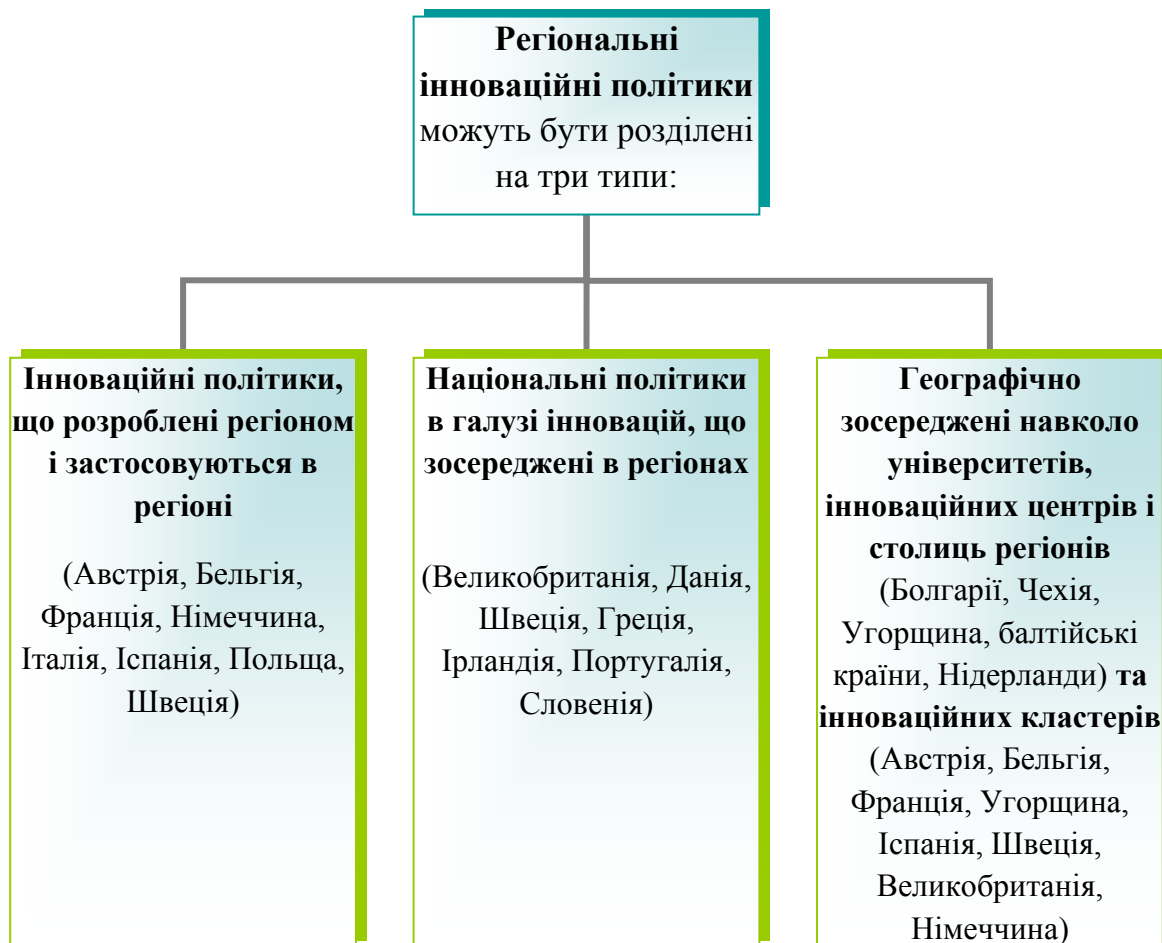 Регіональні
інноваційні політики
можуть бути розділені
на три типи:
Інноваційні політики,
що розроблені регіоном
і застосовуються в
регіоні
(Австрія, Бельгія,
Франція, Німеччина,
Італія, Іспанія, Польща,
Швеція)
Національні політики
в галузі інновацій, що
зосереджені в регіонах
(Великобританія, Данія,
Швеція, Греція,
Ірландія, Португалія,
Словенія)
Географічно
зосереджені навколо
університетів,
інноваційних центрів і
столиць регіонів
(Болгарії, Чехія,
Угорщина, балтійські
країни, Нідерланди) та
інноваційних кластерів
(Австрія, Бельгія,
Франція, Угорщина,
Іспанія, Швеція,
Великобританія,
Німеччина)